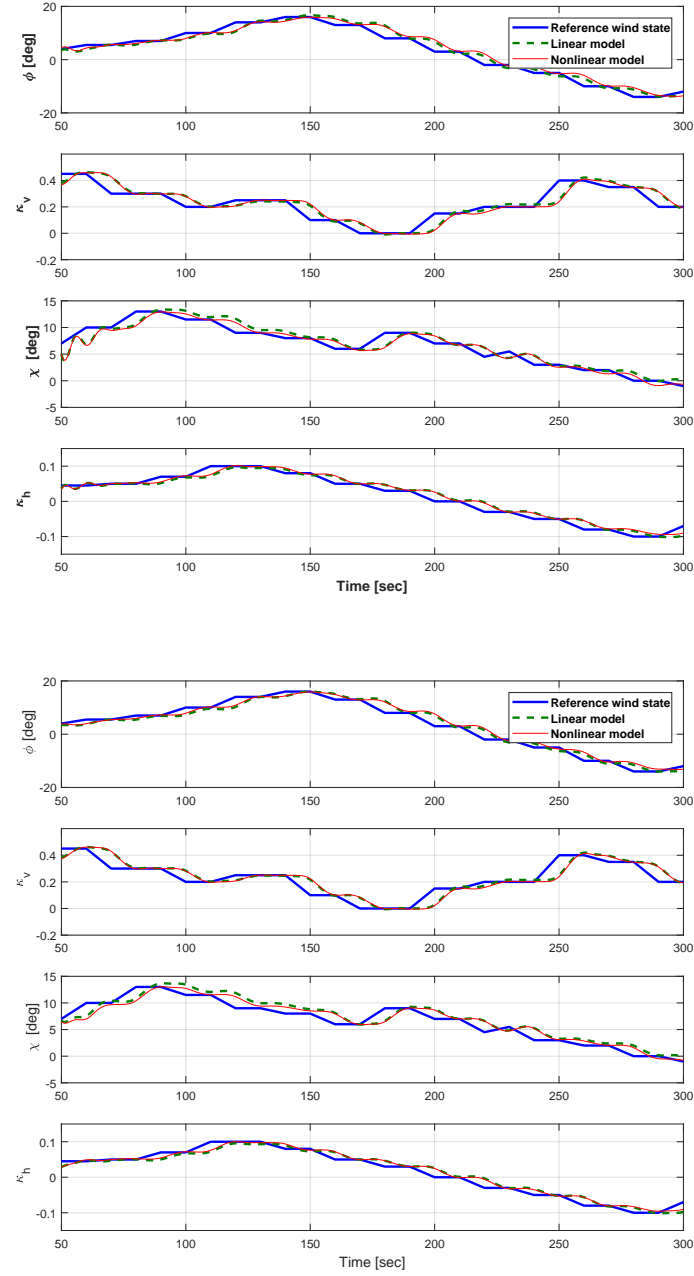 20
0
-20
ϕ [deg]
Reference wind state
Linear model
Nonlinear model
50 100 150 200 250 300
0.4
0.2
0
-0.2
κv
50 100 150 200 250 300
15
10
5
0
-5
χ [deg]
50 100 150 200 250 300
0.1
0
-0.1
κh
50 100 150 200 250 300
Time [sec]
20
0
-20
ϕ [deg]
Reference wind state
Linear model
Nonlinear model
50 100 150 200 250 300
0.4
0.2
0
-0.2
κv
50 100 150 200 250 300
15
10
5
0
-5
χ [deg]
50 100 150 200 250 300
0.1
0
-0.1
κh
50 100 150 200 250 300
Time [sec]